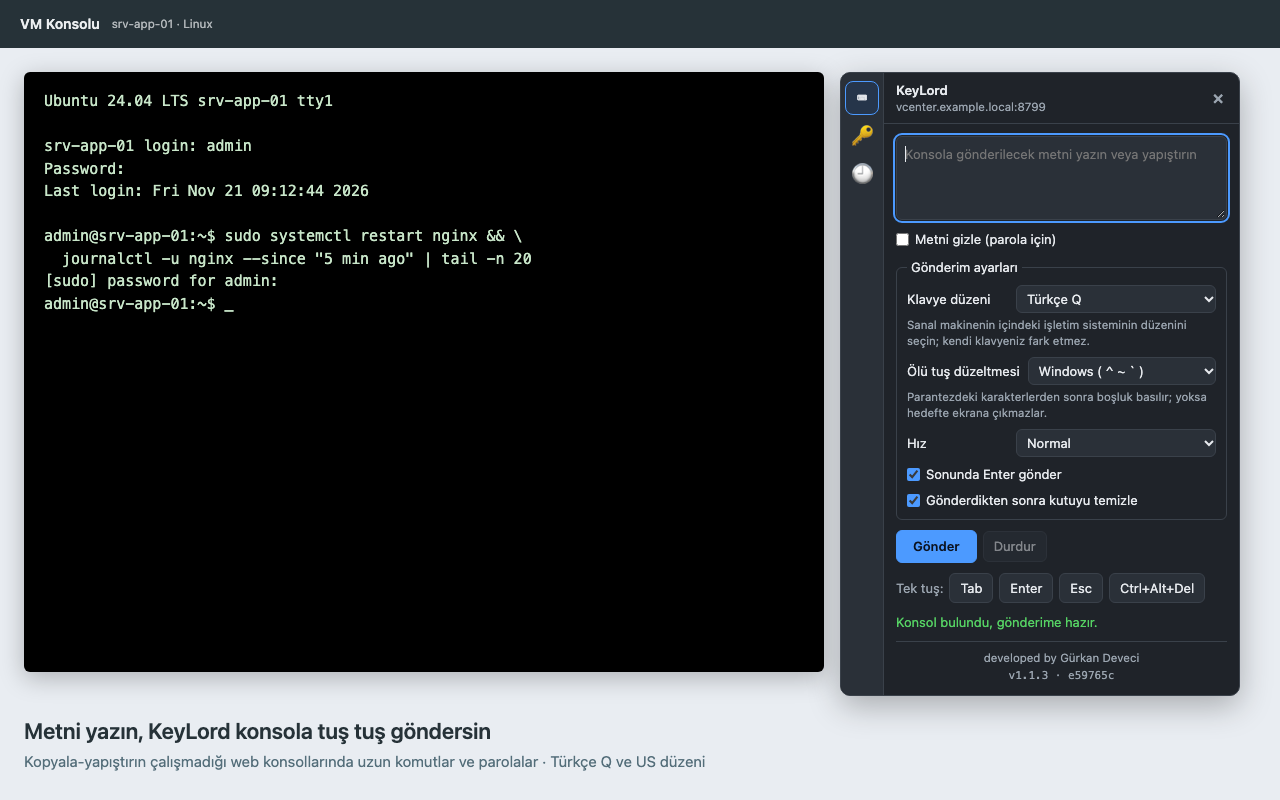 VM Konsolu srv-app-01 · Linux
Ubuntu 24.04 LTS srv-app-01 tty1
srv-app-01 login: admin
Password:
Last login: Fri Nov 21 09:12:44 2026
admin@srv-app-01:~$ sudo systemctl restart nginx && \
journalctl -u nginx --since "5 min ago" | tail -n 20
[sudo] password for admin:
admin@srv-app-01:~$ _
KeyLord
vcenter.example.local:8799
Konsola gönderilecek metni yazın veya yapıştırın
Metni gizle (parola için)
Gönderim ayarları
Klavye düzeni Türkçe Q
Sanal makinenin içindeki işletim sisteminin düzenini
seçin; kendi klavyeniz fark etmez.
Ölü tuş düzeltmesi Windows ( ^ ~ ` )
Parantezdeki karakterlerden sonra boşluk basılır; yoksa
hedefte ekrana çıkmazlar.
Hız Normal
Sonunda Enter gönder
Gönderdikten sonra kutuyu temizle
Gönder Durdur
Tek tuş: Tab Enter Esc Ctrl+Alt+Del
Konsol bulundu, gönderime hazır.
developed by Gürkan Deveci
v1.1.3 · e59765c
Metni yazın, KeyLord konsola tuş tuş göndersin
Kopyala-yapıştırın çalışmadığı web konsollarında uzun komutlar ve parolalar · Türkçe Q ve US düzeni